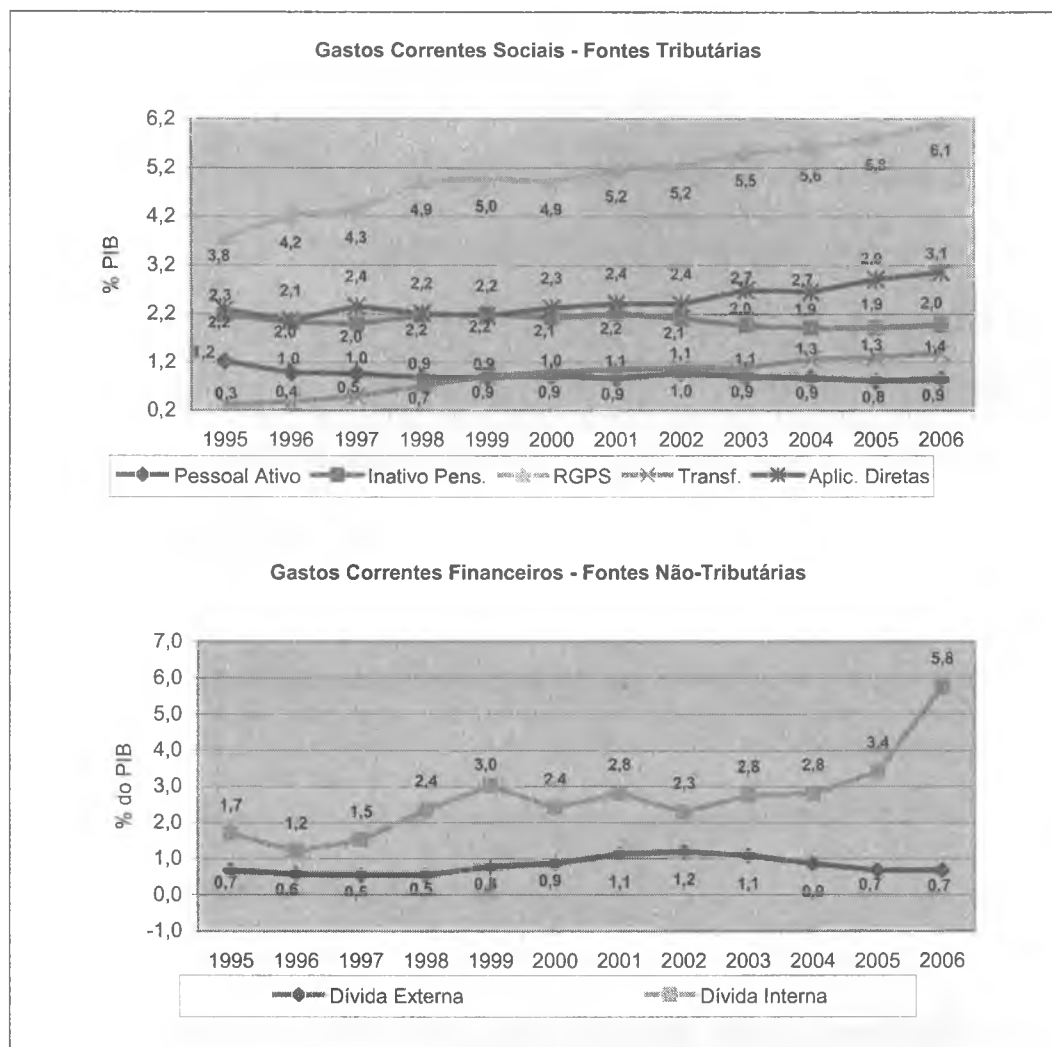 Gastos Correntes Sociais - Fontes Tributárias
% PIB
6,2
5,2
4,2
3,2
2,2
1,2
0,2
3,8 4,2 4,3 4,9 5,0 4,9 5,2 5,2 5,5 5,6 5,8 6,1
2,3 2,1 2,4 2,2 2,2 2,3 2,4 2,4 2,7 2,7 2,9 3,1
2,2 2,0 2,0 2,2 2,2 2,1 2,2 2,1 2,0 1,9 1,9 2,0
1,2 1,0 1,0 0,9 0,9 1,0 1,1 1,1 1,1 1,3 1,3 1,4
0,3 0,4 0,5 0,7 0,9 0,9 0,9 1,0 0,9 0,9 0,8 0,9
1995 1996 1997 1998 1999 2000 2001 2002 2003 2004 2005 2006
Pessoal Ativo Inativo Pens. RGPS Transf. Aplic. Diretas
Gastos Correntes Financeiros - Fontes Não-Tributárias
% do PIB
7,0
6,0
5,0
4,0
3,0
2,0
1,0
0,0
-1,0
1,7 1,2 1,5 2,4 3,0 2,4 2,8 2,3 2,8 2,8 3,4 5,8
0,7 0,6 0,5 0,5 0,8 0,9 1,1 1,2 1,1 0,9 0,7 0,7
1995 1996 1997 1998 1999 2000 2001 2002 2003 2004 2005 2006
Dívida Externa Dívida Interna